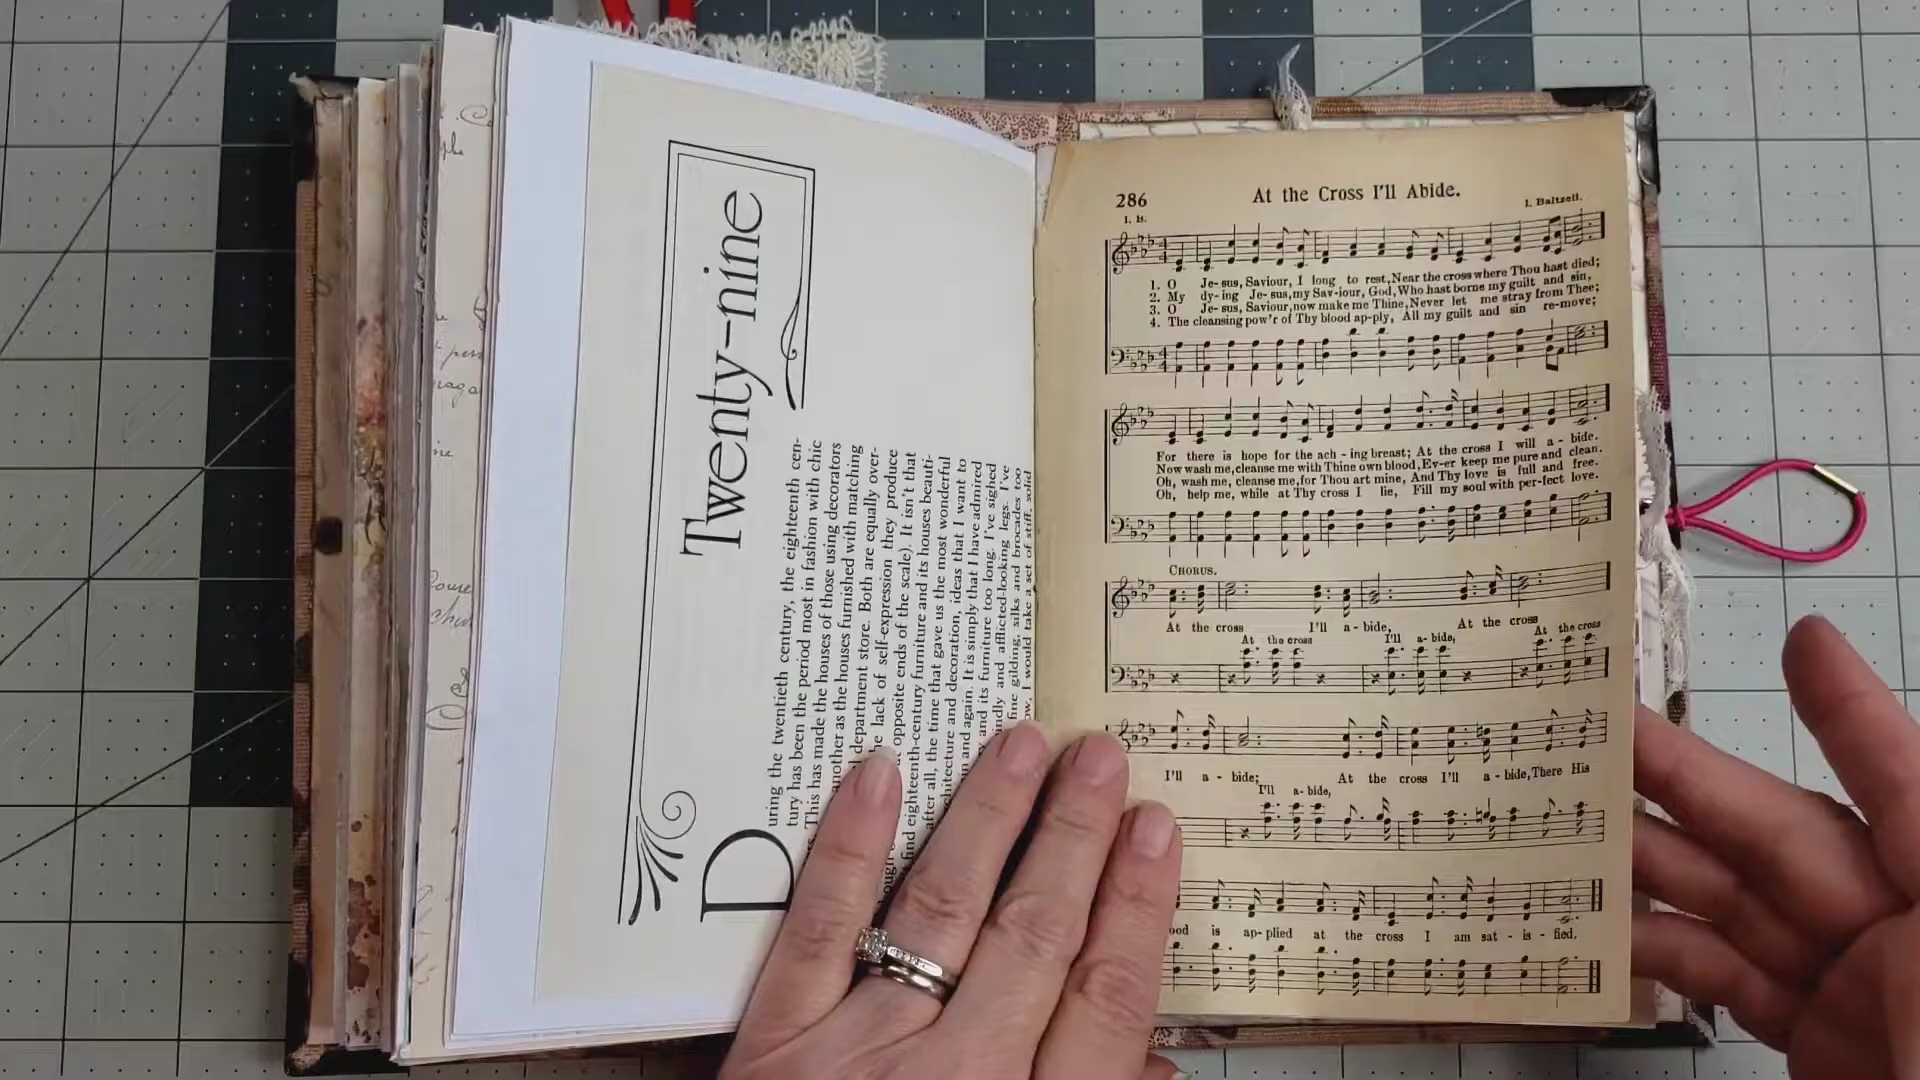 Twenty-nine
During the twentieth century, the eighteenth cen-
tury has been the period most in fashion with chic
This has made the houses of those using decorators
another as the houses furnished with matching
department store. Both are equally over-
lack of self-expression they produce
opposite ends of the scale). It isn't that
find eighteenth-century furniture and its houses beauti-
after all, the time that gave us the most wonderful
architecture and decoration, ideas that I want to
and again. It is simply that I have admired
and its furniture too long. I've sighed
and afflicted-looking legs. I've
fine gilding, silks and brocades too
I would take a set of stiff, solid
286
At the Cross I'll Abide.
I. B.
I. Baltzell.
1. O Je-sus, Saviour, I long to rest, Near the cross where Thou hast died;
2. My dy-ing Je-sus, my Sav-iour, God, Who hast borne my guilt and sin,
3. O Je-sus, Saviour, now make me Thine, Never let me stray from Thee;
4. The cleansing pow'r of Thy blood ap-ply, All my guilt and sin re-move;
For there is hope for the ach-ing breast; At the cross I will a-bide.
Now wash me, cleanse me with Thine own blood, Ev-er keep me pure and clean.
Oh, wash me, cleanse me, for Thou art mine, And Thy love is full and free.
Oh, help me, while at Thy cross I lie, Fill my soul with per-fect love.
CHORUS.
At the cross I'll a-bide, At the cross
At the cross I'll a-bide, At the cross
I'll a-bide; At the cross I'll a-bide, There His
I'll a-bide,
is ap-plied at the cross I am sat-is-fied.